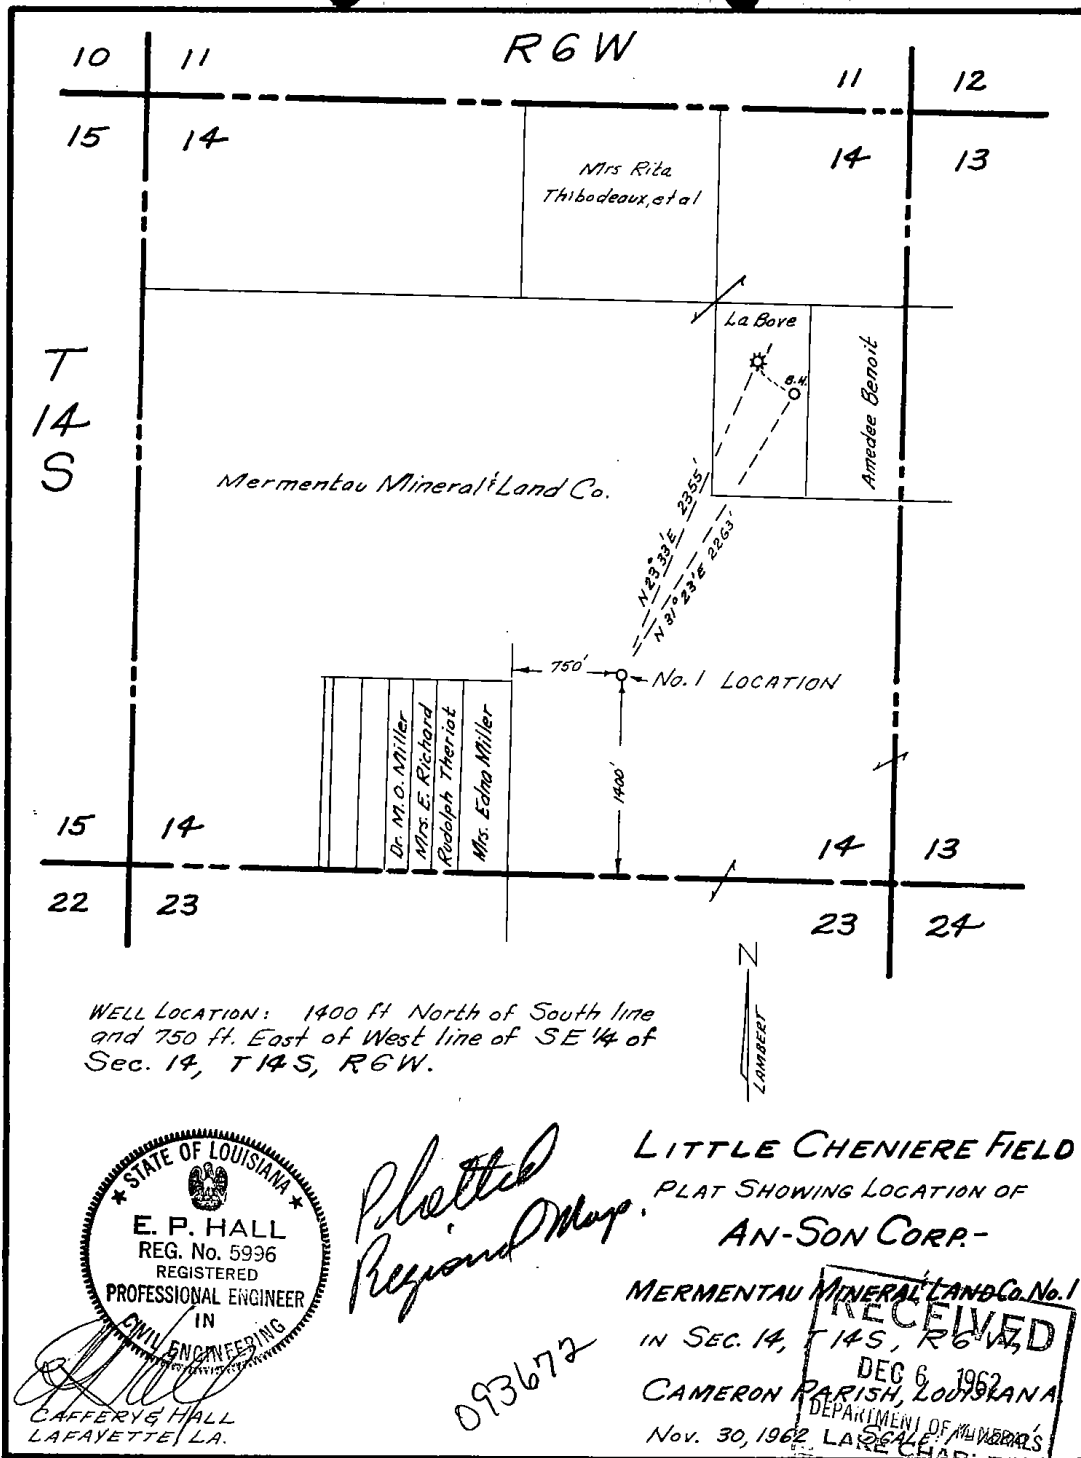 R6W
10 11
11 12
15 14
14 13
Mrs Rita
Thibodeaux, et al
La Bove
1
B.H.
Amedee Benoit
T
14
S
Mermentau Mineral & Land Co.
N 23° 33' E 2355'
N 31° 23' E 2263'
750'
No. 1 LOCATION
1400'
Dr. M.O. Miller
Mrs. E. Richard
Rudolph Theriot
Mrs. Edna Miller
15 14
14 13
22 23
23 24
N
LAMBERT
WELL LOCATION: 1400 ft North of South line
and 750 ft. East of West line of SE 1/4 of
Sec. 14, T14S, R6W.
STATE OF LOUISIANA
E. P. HALL
REG. No. 5996
REGISTERED
PROFESSIONAL ENGINEER
IN
CIVIL ENGINEERING
CAFFERY & HALL
LAFAYETTE, LA.
Plotted
Regional Map.
093672
LITTLE CHENIERE FIELD
PLAT SHOWING LOCATION OF
AN-SON CORP.-
MERMENTAU MINERAL & LAND Co. No. 1
IN SEC. 14, T14S, R6W,
CAMERON PARISH, LOUISIANA
Nov. 30, 1962 SCALE:
RECEIVED
DEC 6 1962
DEPARTMENT OF MINERALS